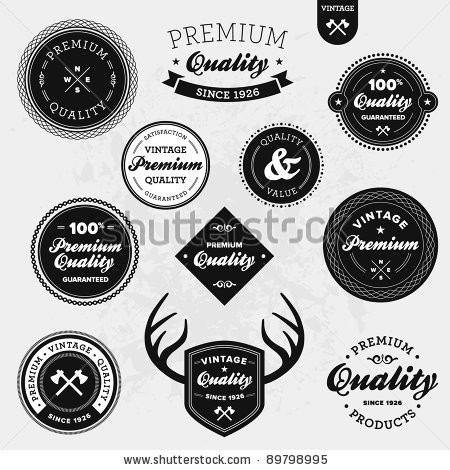 VINTAGE
PREMIUM
N
W E
S
QUALITY
PREMIUM
Quality
SINCE 1926
100%
Quality
GUARANTEED
SATISFACTION
VINTAGE
Premium
QUALITY
GUARANTEED
QUALITY
&
VALUE
100%
Premium
Quality
GUARANTEED
PREMIUM
Quality
VINTAGE
Premium
N
W E
S
PREMIUM · VINTAGE · QUALITY
SINCE 1926
VINTAGE
Quality
SINCE 1926
PREMIUM
Quality
SINCE 1926
PRODUCTS
shutterstock
www.shutterstock.com · 89798995